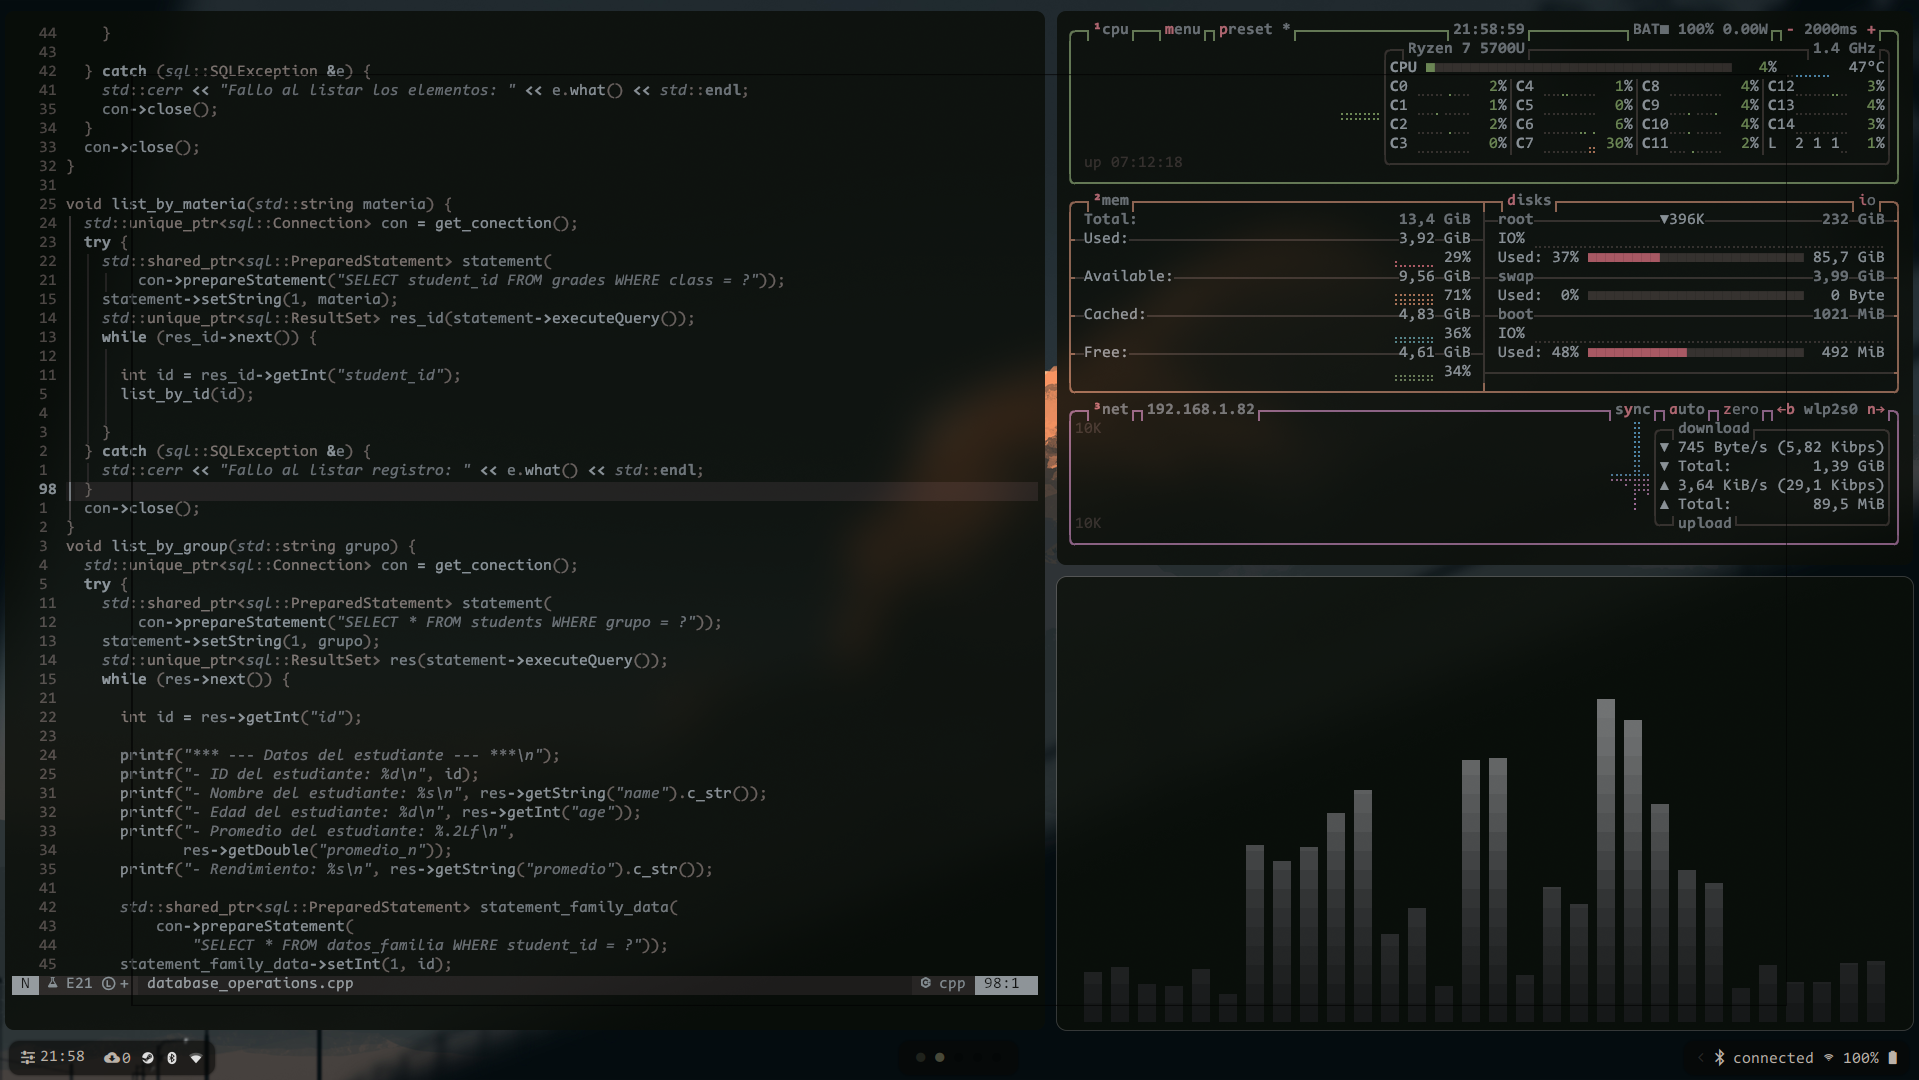 44     }
43
42   } catch (sql::SQLException &e) {
41     std::cerr << "Fallo al listar los elementos: " << e.what() << std::endl;
35     con->close();
34   }
33   con->close();
32 }
31
25 void list_by_materia(std::string materia) {
24   std::unique_ptr<sql::Connection> con = get_conection();
23   try {
22     std::shared_ptr<sql::PreparedStatement> statement(
21         con->prepareStatement("SELECT student_id FROM grades WHERE class = ?"));
15     statement->setString(1, materia);
14     std::unique_ptr<sql::ResultSet> res_id(statement->executeQuery());
13     while (res_id->next()) {
12
11       int id = res_id->getInt("student_id");
5       list_by_id(id);
4
3     }
2   } catch (sql::SQLException &e) {
1     std::cerr << "Fallo al listar registro: " << e.what() << std::endl;
98   }
1   con->close();
2 }
3 void list_by_group(std::string grupo) {
4   std::unique_ptr<sql::Connection> con = get_conection();
5   try {
11     std::shared_ptr<sql::PreparedStatement> statement(
12         con->prepareStatement("SELECT * FROM students WHERE grupo = ?"));
13     statement->setString(1, grupo);
14     std::unique_ptr<sql::ResultSet> res(statement->executeQuery());
15     while (res->next()) {
21
22       int id = res->getInt("id");
23
24       printf("*** --- Datos del estudiante --- ***\n");
25       printf("- ID del estudiante: %d\n", id);
31       printf("- Nombre del estudiante: %s\n", res->getString("name").c_str());
32       printf("- Edad del estudiante: %d\n", res->getInt("age"));
33       printf("- Promedio del estudiante: %.2lf\n",
34              res->getDouble("promedio_n"));
35       printf("- Rendimiento: %s\n", res->getString("promedio").c_str());
41
42       std::shared_ptr<sql::PreparedStatement> statement_family_data(
43           con->prepareStatement(
44               "SELECT * FROM datos_familia WHERE student_id = ?"));
45       statement_family_data->setInt(1, id);
N E21 L + database_operations.cpp cpp 98:1
¹cpu menu preset * 21:58:59 BAT■ 100% 0.00W - 2000ms +
Ryzen 7 5700U 1.4 GHz
CPU 4% 47°C
C0 2% C4 1% C8 4% C12 3%
C1 1% C5 0% C9 4% C13 4%
C2 2% C6 6% C10 4% C14 3%
C3 0% C7 30% C11 2% L 2 1 1 1%
up 07:12:18
²mem
Total: 13,4 GiB
Used: 3,92 GiB
29%
Available: 9,56 GiB
71%
Cached: 4,83 GiB
36%
Free: 4,61 GiB
34%
disks io
root ▼396K 232 GiB
IO%
Used: 37% 85,7 GiB
swap 3,99 GiB
Used: 0% 0 Byte
boot 1021 MiB
IO%
Used: 48% 492 MiB
³net 192.168.1.82 sync auto zero ←b wlp2s0 n→
10K
download
▼ 745 Byte/s (5,82 Kibps)
▼ Total: 1,39 GiB
▲ 3,64 KiB/s (29,1 Kibps)
▲ Total: 89,5 MiB
10K
upload
21:58 0
connected 100%